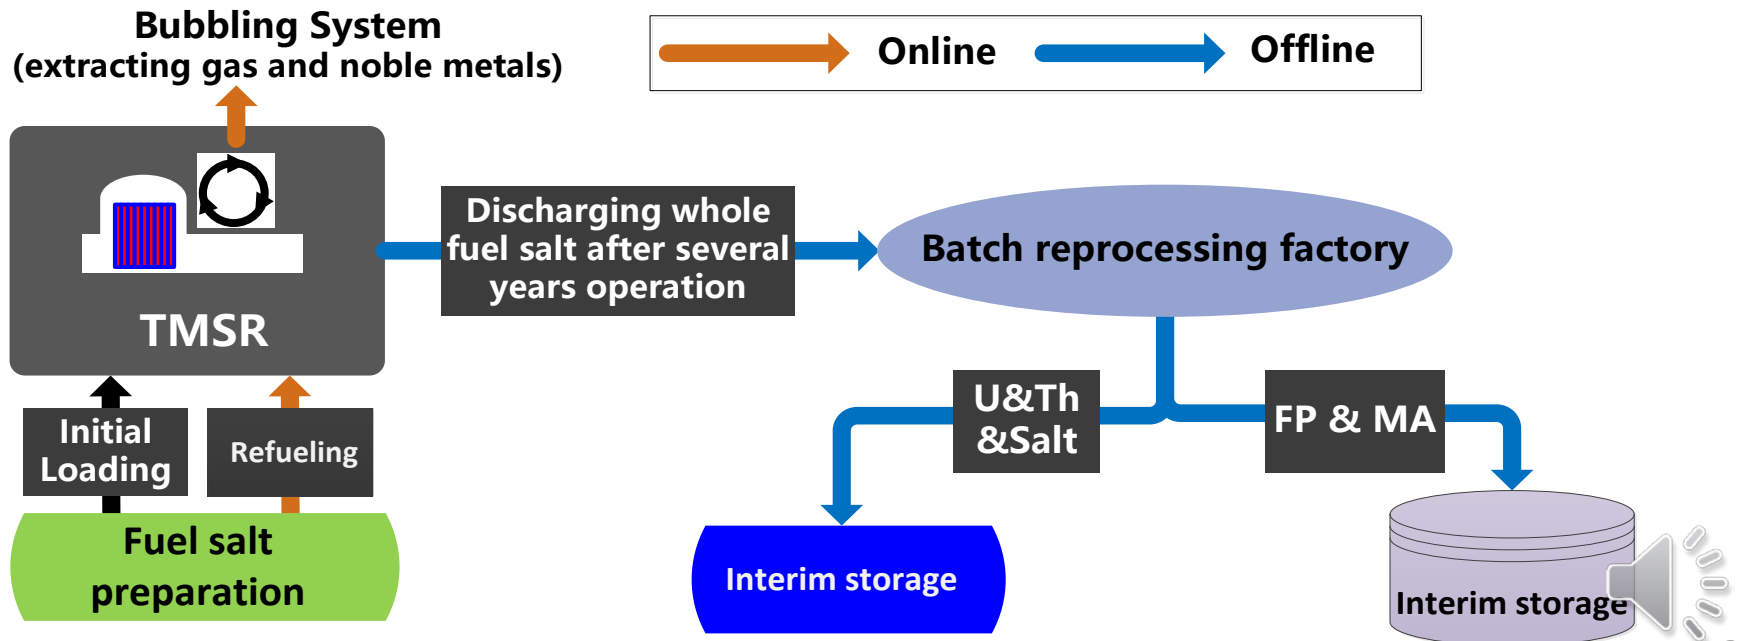 Bubbling System
(extracting gas and noble metals)
Online
Offline
TMSR
Discharging whole
fuel salt after several
years operation
Batch reprocessing factory
Initial
Loading
Refueling
U&Th
&Salt
FP & MA
Fuel salt
preparation
Interim storage
Interim storage